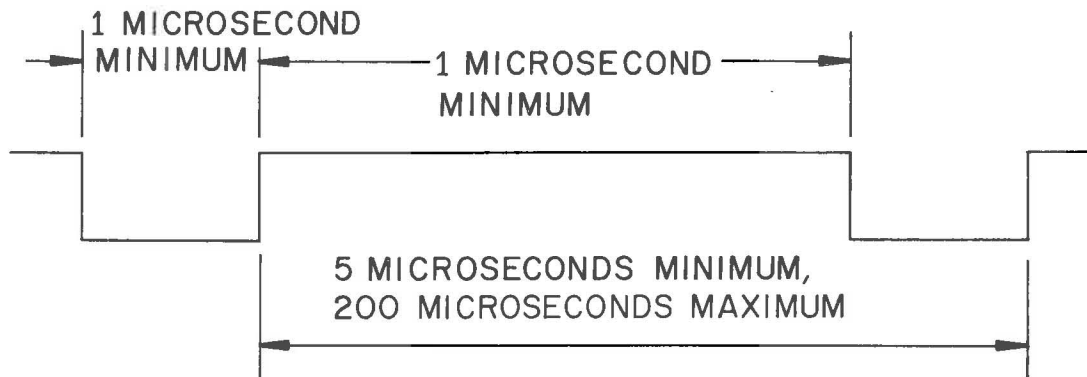 1 MICROSECOND
MINIMUM
1 MICROSECOND
MINIMUM
5 MICROSECONDS MINIMUM,
200 MICROSECONDS MAXIMUM